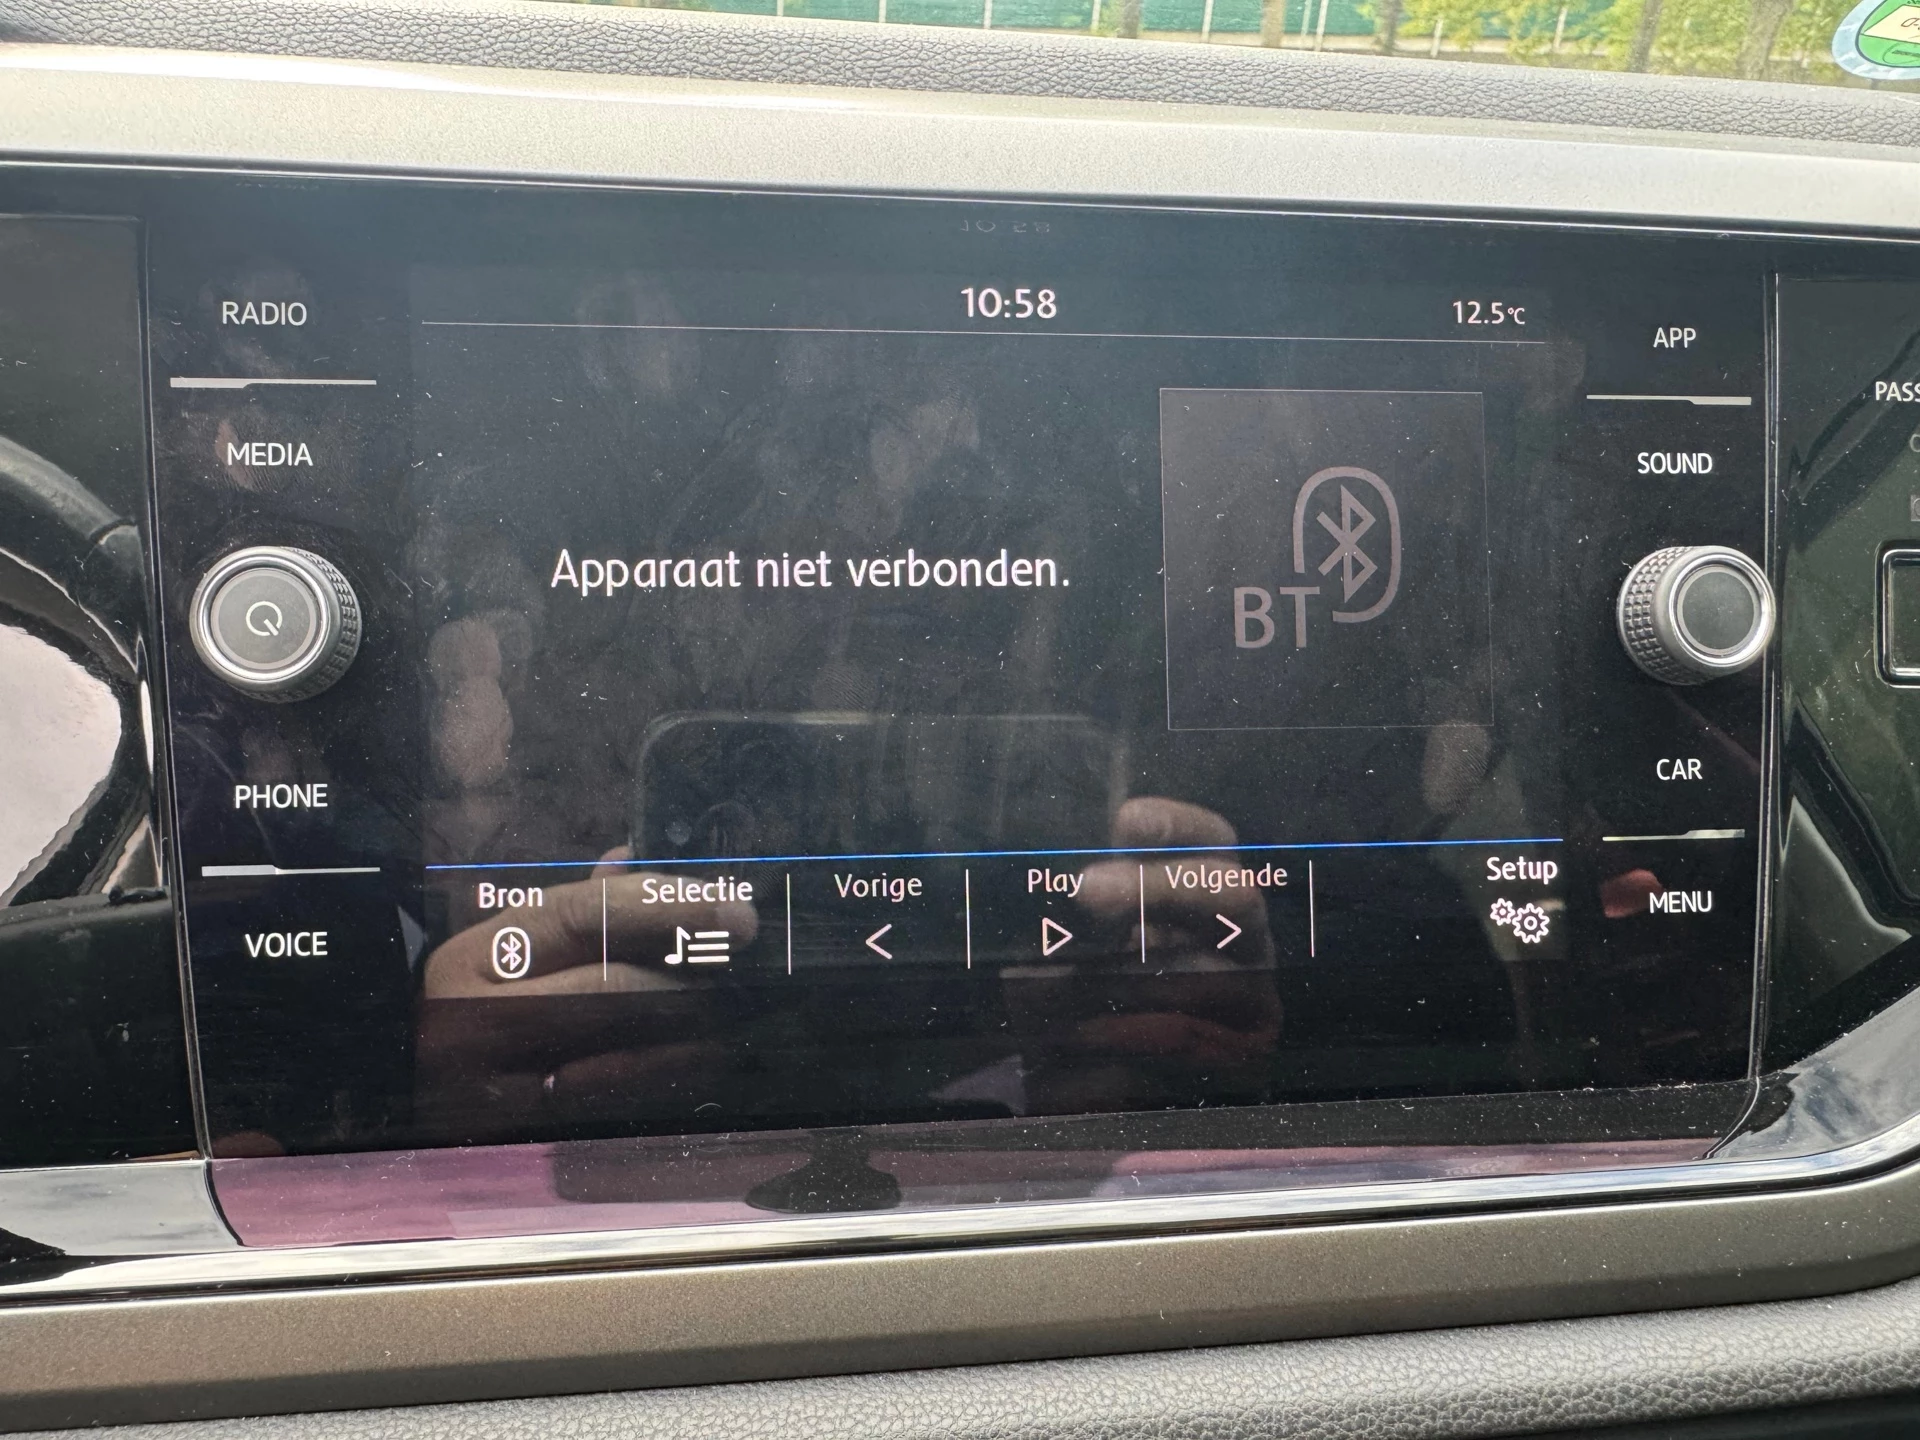 10:58
12.5°C
RADIO
MEDIA
PHONE
VOICE
Apparaat niet verbonden.
BT
Bron
Selectie
Vorige
Play
Volgende
Setup
APP
SOUND
CAR
MENU
PASS